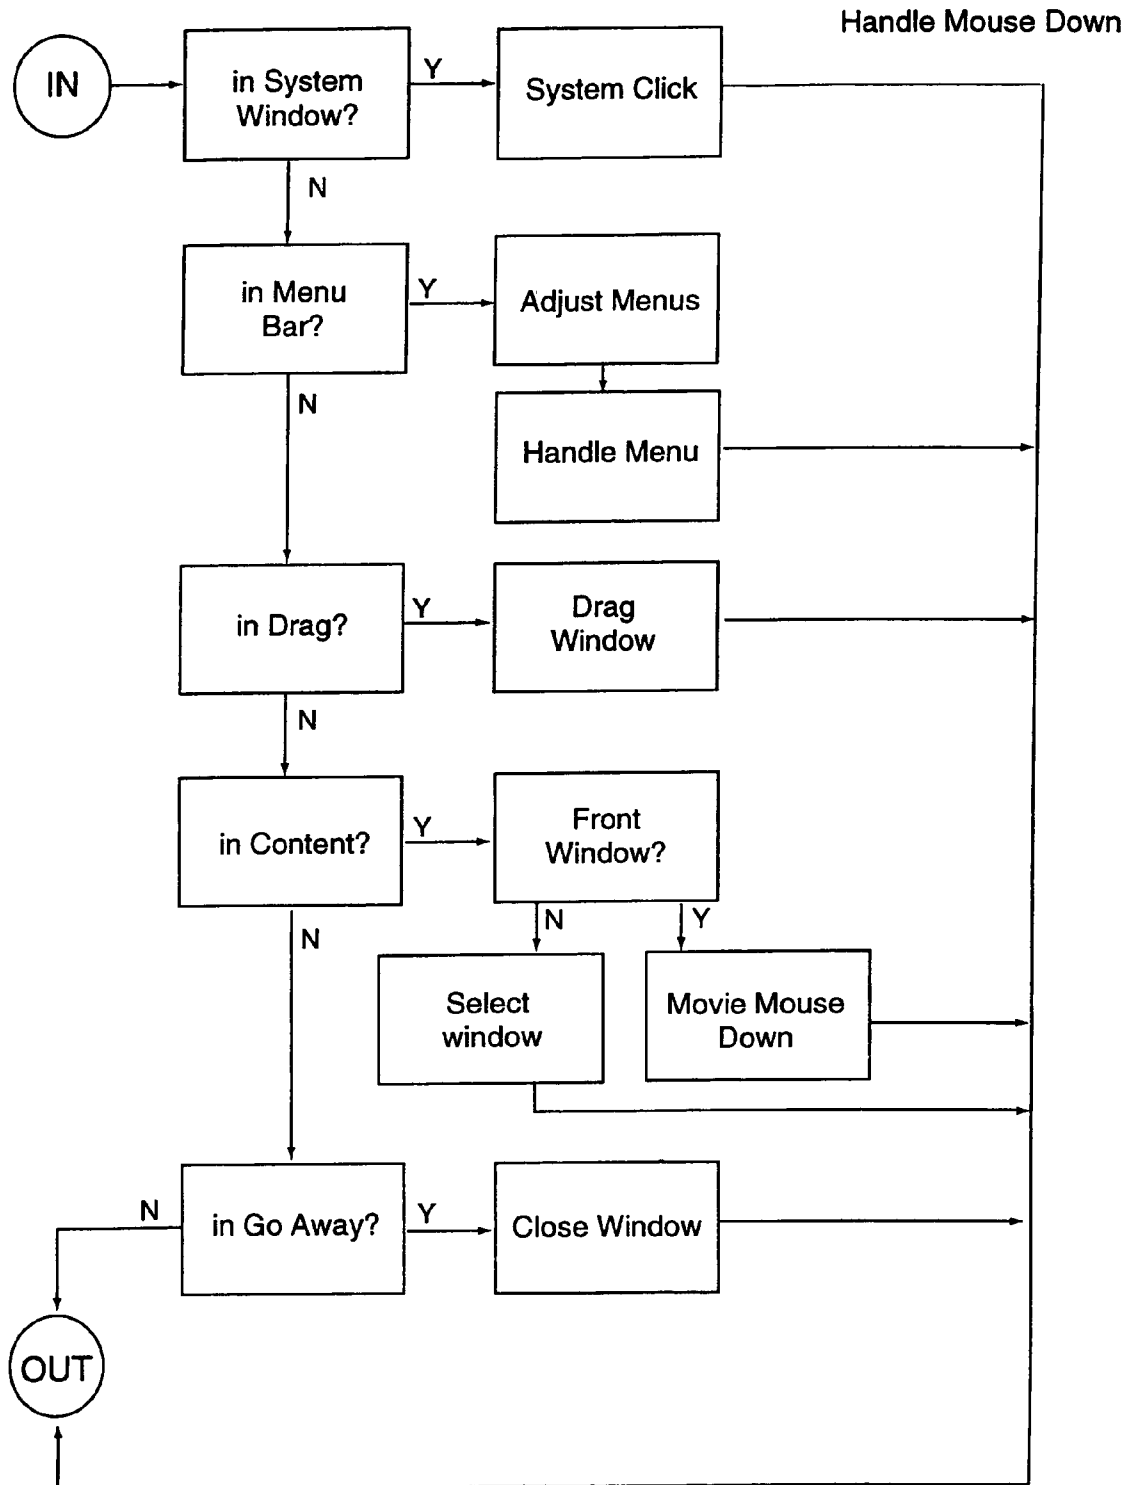 Handle Mouse Down
IN
in System
Window?
Y
System Click
N
in Menu
Bar?
Y
Adjust Menus
N
Handle Menu
in Drag?
Y
Drag
Window
N
in Content?
Y
Front
Window?
N
Y
N
Select
window
Movie Mouse
Down
N
in Go Away?
Y
Close Window
OUT